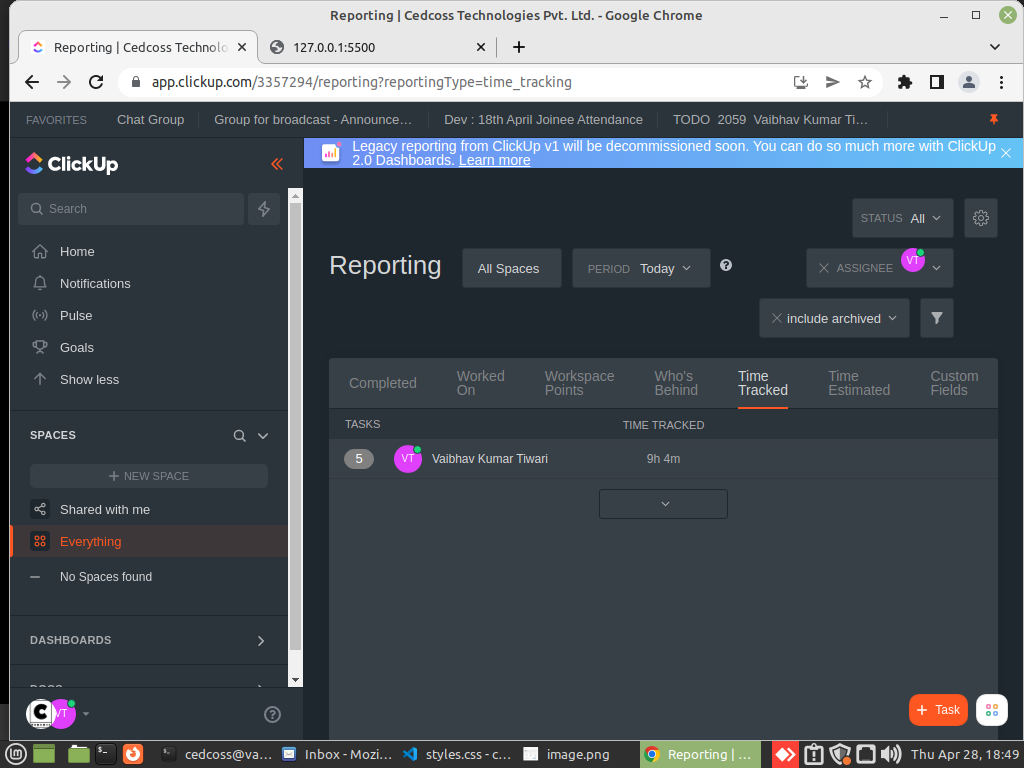 Reporting | Cedcoss Technologies Pvt. Ltd. - Google Chrome
Reporting | Cedcoss Technolo
127.0.0.1:5500
app.clickup.com/3357294/reporting?reportingType=time_tracking
FAVORITES
Chat Group
Group for broadcast - Announce...
Dev : 18th April Joinee Attendance
TODO 2059 Vaibhav Kumar Ti...
ClickUp
Legacy reporting from ClickUp v1 will be decommissioned soon. You can do so much more with ClickUp
2.0 Dashboards. Learn more
Search
Home
Notifications
Pulse
Goals
Show less
SPACES
+ NEW SPACE
Shared with me
Everything
No Spaces found
DASHBOARDS
DOCS
C
VT
STATUS All
Reporting
All Spaces
PERIOD Today
ASSIGNEE VT
include archived
Completed
Worked
On
Workspace
Points
Who's
Behind
Time
Tracked
Time
Estimated
Custom
Fields
TASKS
TIME TRACKED
5
VT
Vaibhav Kumar Tiwari
9h 4m
+ Task
cedcoss@va...
Inbox - Mozi...
styles.css - c...
image.png
Reporting | ...
Thu Apr 28, 18:49